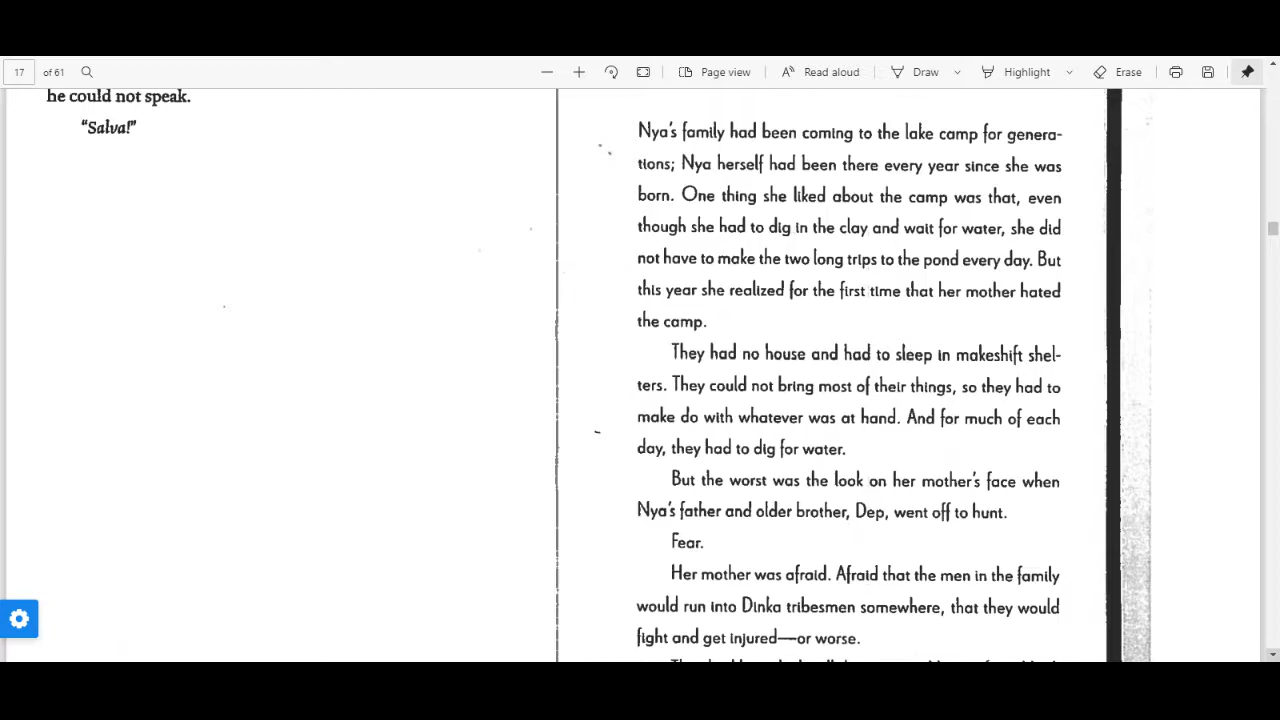 17 of 61
Page view
Read aloud
Draw
Highlight
Erase
he could not speak.
"Salva!"
Nya's family had been coming to the lake camp for genera-
tions; Nya herself had been there every year since she was
born. One thing she liked about the camp was that, even
though she had to dig in the clay and wait for water, she did
not have to make the two long trips to the pond every day. But
this year she realized for the first time that her mother hated
the camp.
They had no house and had to sleep in makeshift shel-
ters. They could not bring most of their things, so they had to
make do with whatever was at hand. And for much of each
day, they had to dig for water.
But the worst was the look on her mother's face when
Nya's father and older brother, Dep, went off to hunt.
Fear.
Her mother was afraid. Afraid that the men in the family
would run into Dinka tribesmen somewhere, that they would
fight and get injured—or worse.